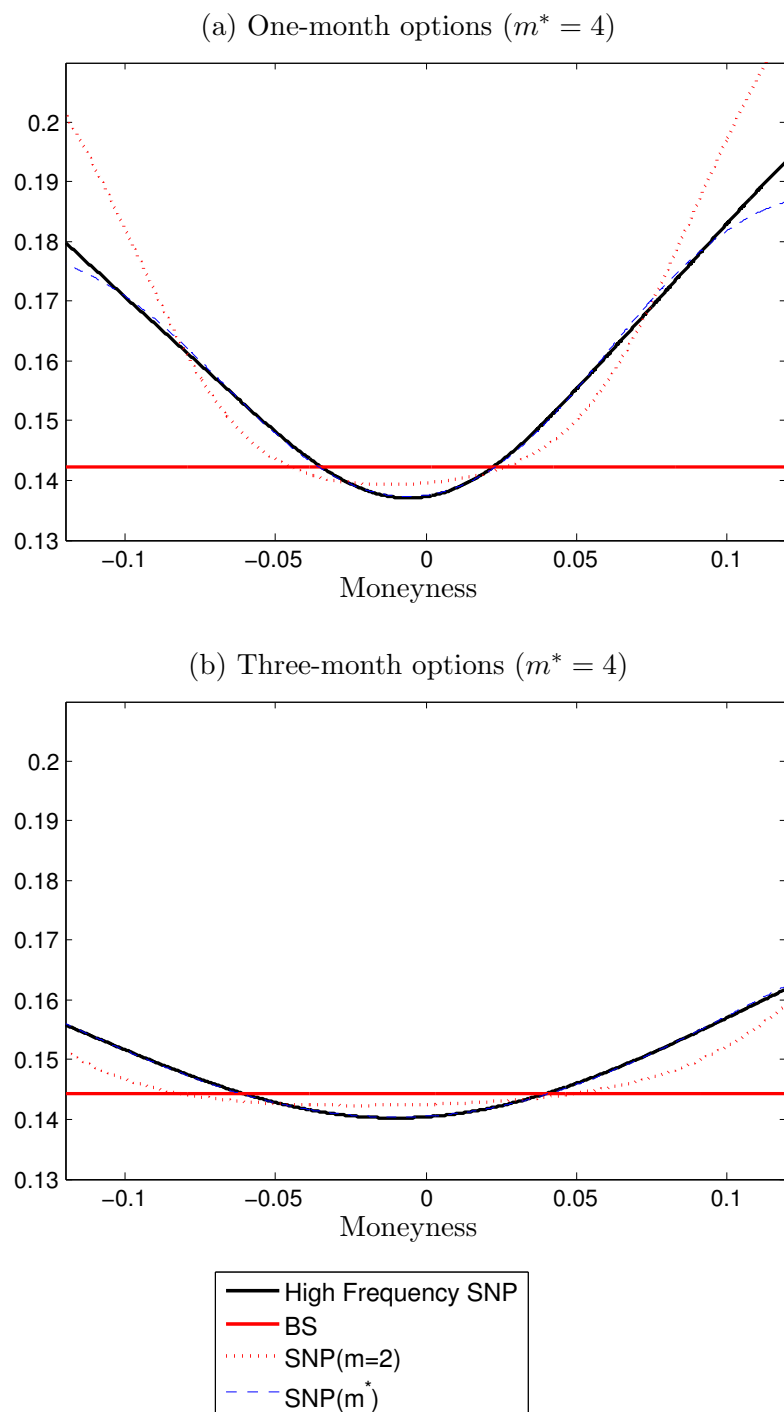 (a) One-month options (m* = 4)
0.2
0.19
0.18
0.17
0.16
0.15
0.14
0.13
−0.1 −0.05 0 0.05 0.1
Moneyness
(b) Three-month options (m* = 4)
0.2
0.19
0.18
0.17
0.16
0.15
0.14
0.13
−0.1 −0.05 0 0.05 0.1
Moneyness
High Frequency SNP
BS
SNP(m=2)
SNP(m*)